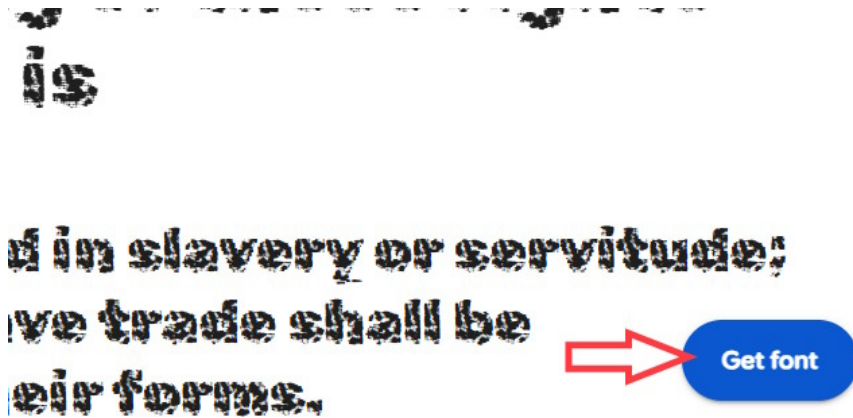 is
d in slavery or servitude;
ve trade shall be
eir forms.
Get font